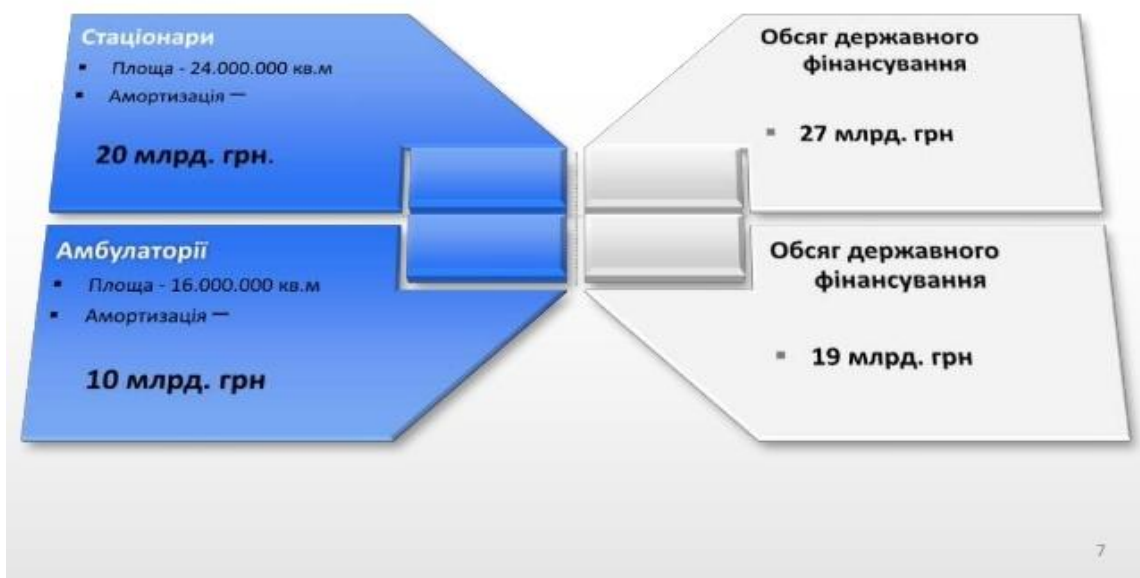 Стаціонари
▪ Площа - 24.000.000 кв.м
▪ Амортизація —
20 млрд. грн.
Обсяг державного
фінансування
▪ 27 млрд. грн
Амбулаторії
▪ Площа - 16.000.000 кв.м
▪ Амортизація —
10 млрд. грн
Обсяг державного
фінансування
▪ 19 млрд. грн
7